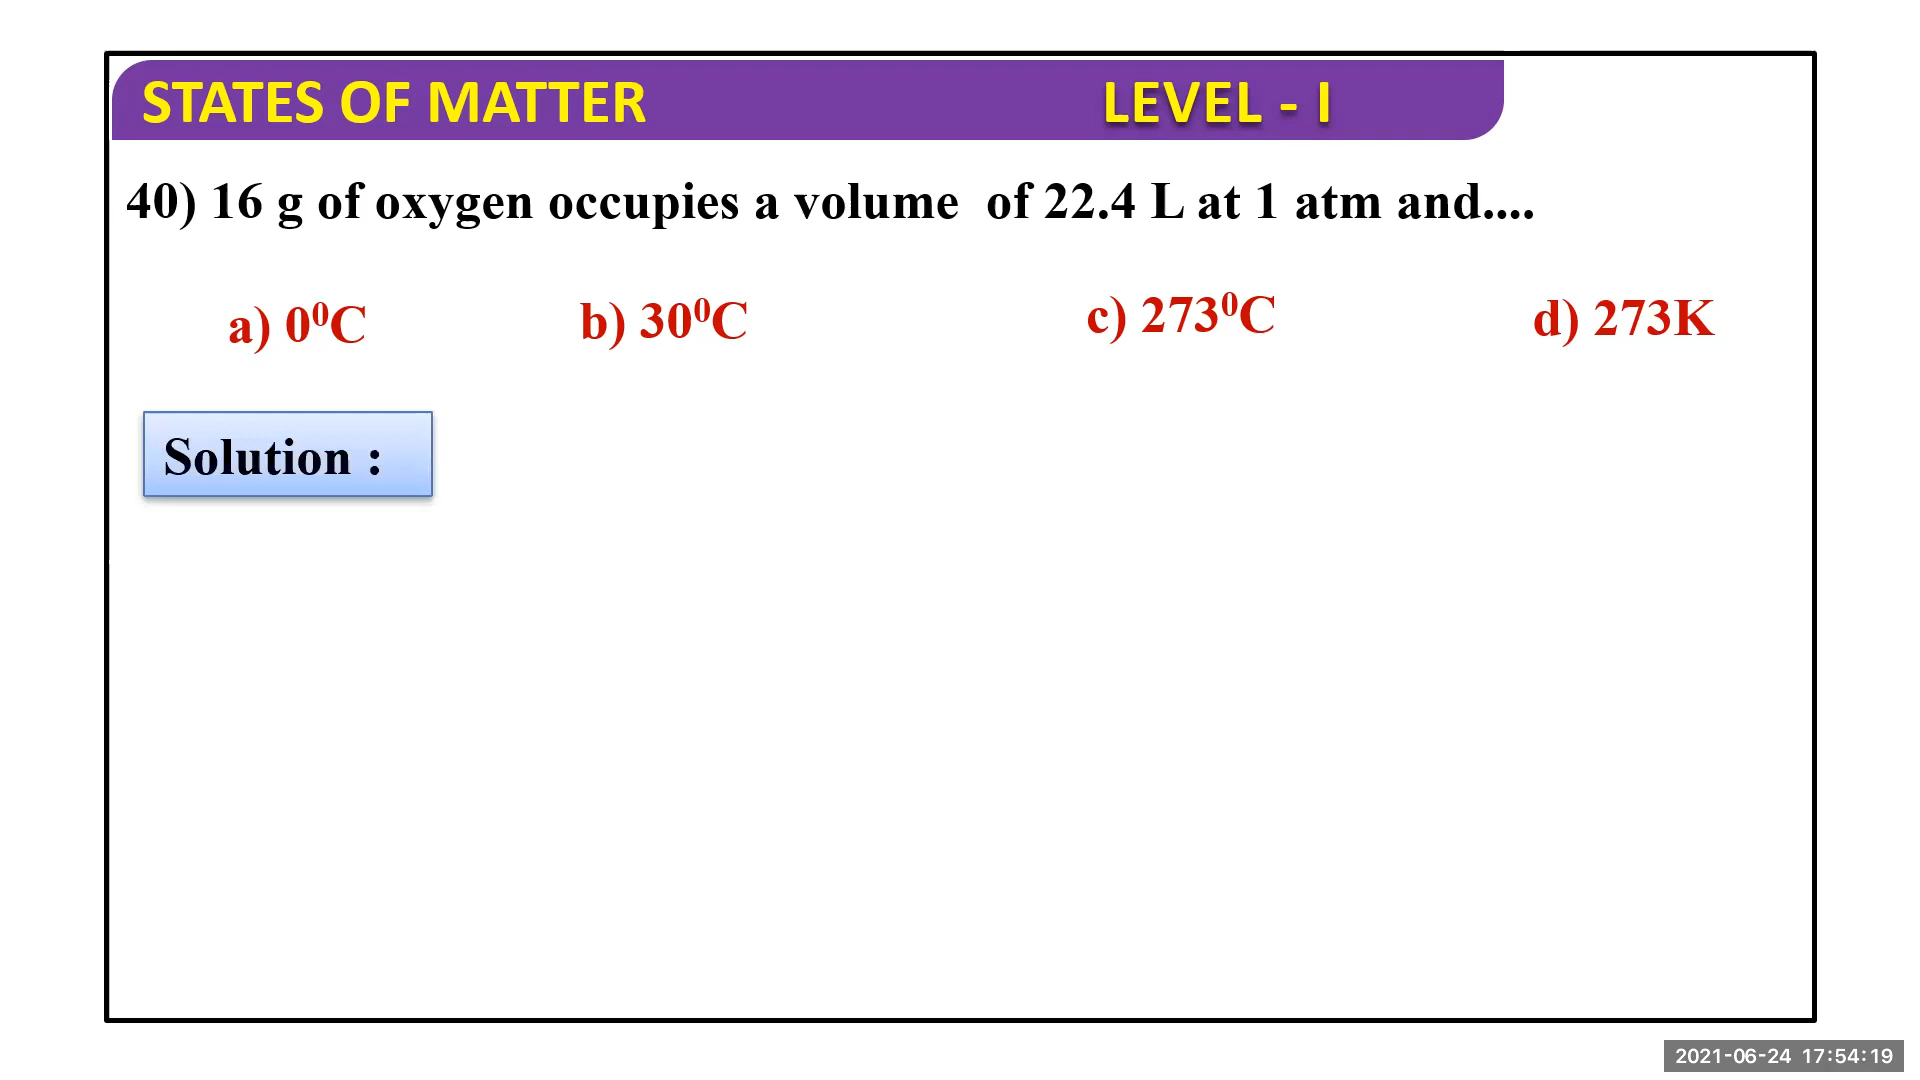 STATES OF MATTER LEVEL - I
40) 16 g of oxygen occupies a volume of 22.4 L at 1 atm and....
a) 0⁰C b) 30⁰C c) 273⁰C d) 273K
Solution :
2021-06-24 17:54:19